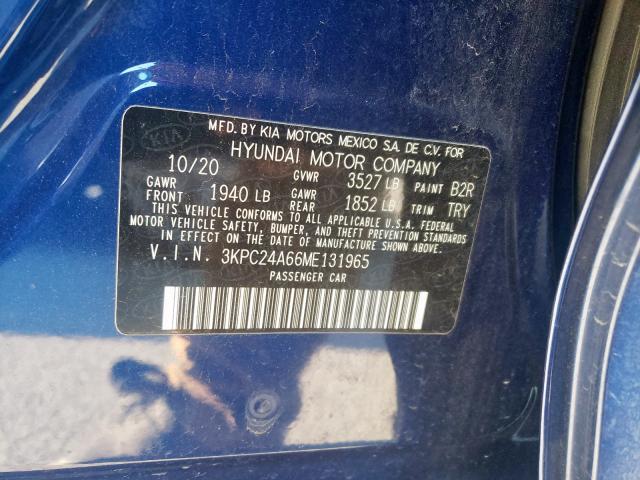 MFD. BY KIA MOTORS MEXICO S.A. DE C.V. FOR
HYUNDAI MOTOR COMPANY
10/20 GVWR 3527 LB PAINT B2R
GAWR FRONT 1940 LB GAWR REAR 1852 LB TRIM TRY
THIS VEHICLE CONFORMS TO ALL APPLICABLE U.S.A. FEDERAL
MOTOR VEHICLE SAFETY, BUMPER, AND THEFT PREVENTION STANDARDS
IN EFFECT ON THE DATE OF MANUFACTURE SHOWN ABOVE.
V.I.N. 3KPC24A66ME131965
PASSENGER CAR